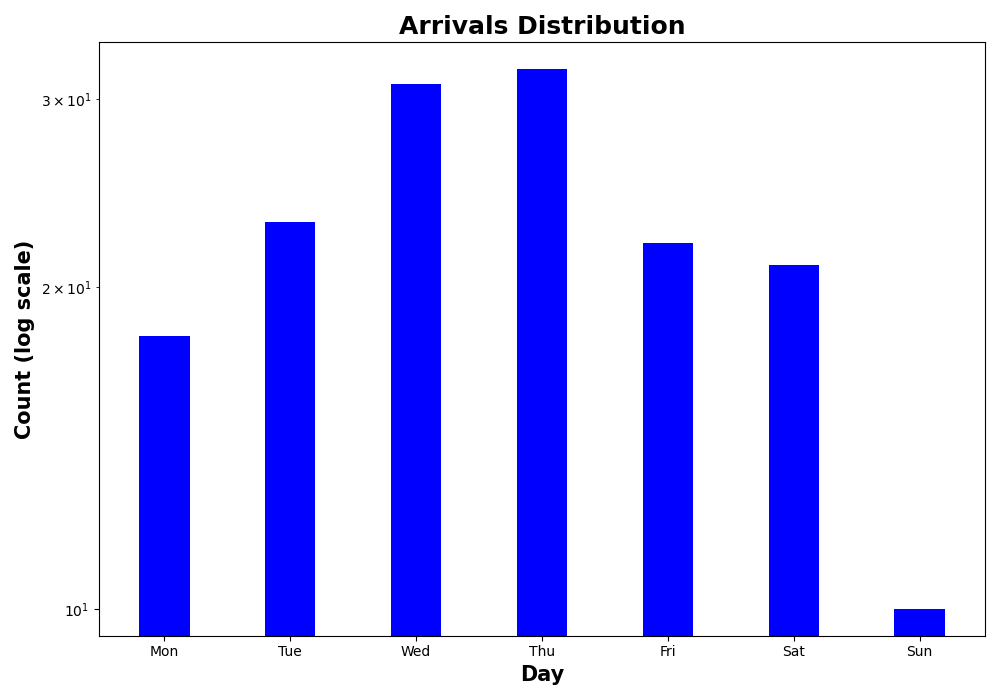 Arrivals Distribution
Count (log scale)
3 × 10¹
2 × 10¹
10¹
Mon Tue Wed Thu Fri Sat Sun
Day